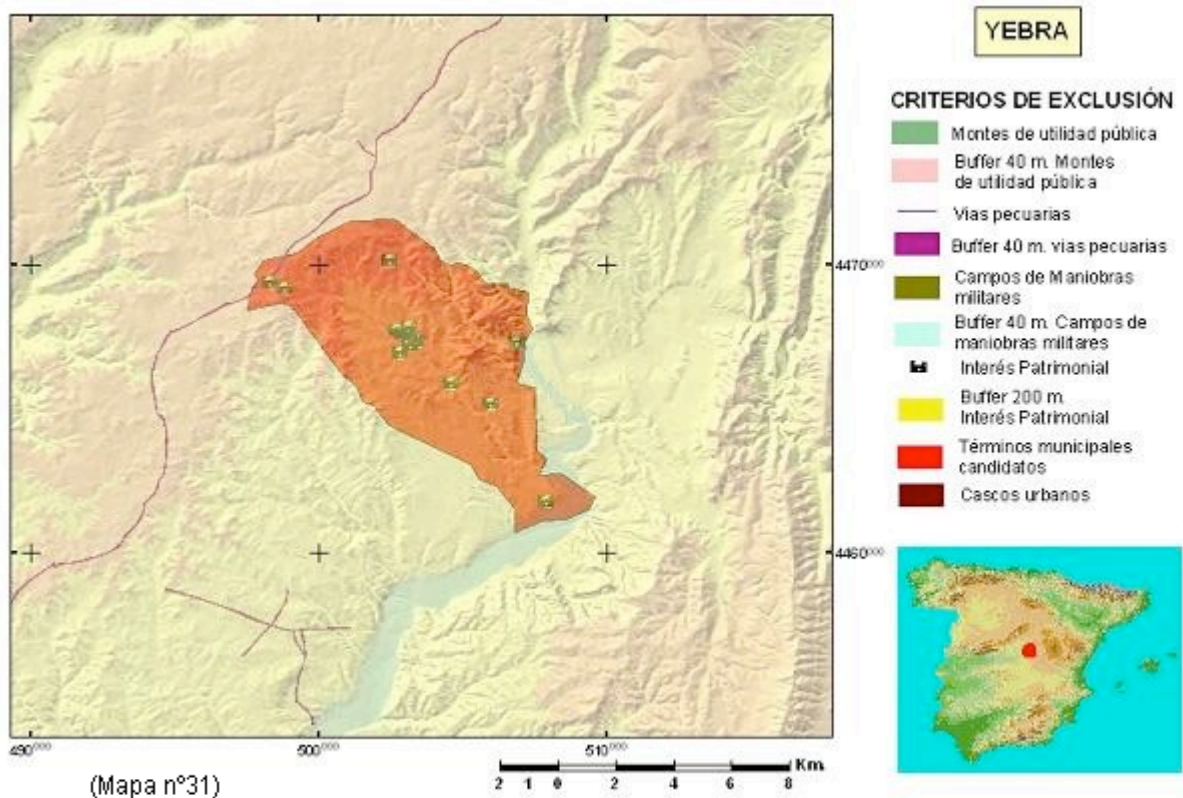 YEBRA
CRITERIOS DE EXCLUSIÓN
Montes de utilidad pública
Buffer 40 m. Montes
de utilidad pública
Vias pecuarias
Buffer 40 m. vias pecuarias
Campos de Maniobras
militares
Buffer 40 m. Campos de
maniobras militares
Interés Patrimonial
Buffer 200 m.
Interés Patrimonial
Términos municipales
candidatos
Cascos urbanos
4470000
4460000
490000
500000
510000
2 1 0 2 4 6 8 Km.
(Mapa nº31)